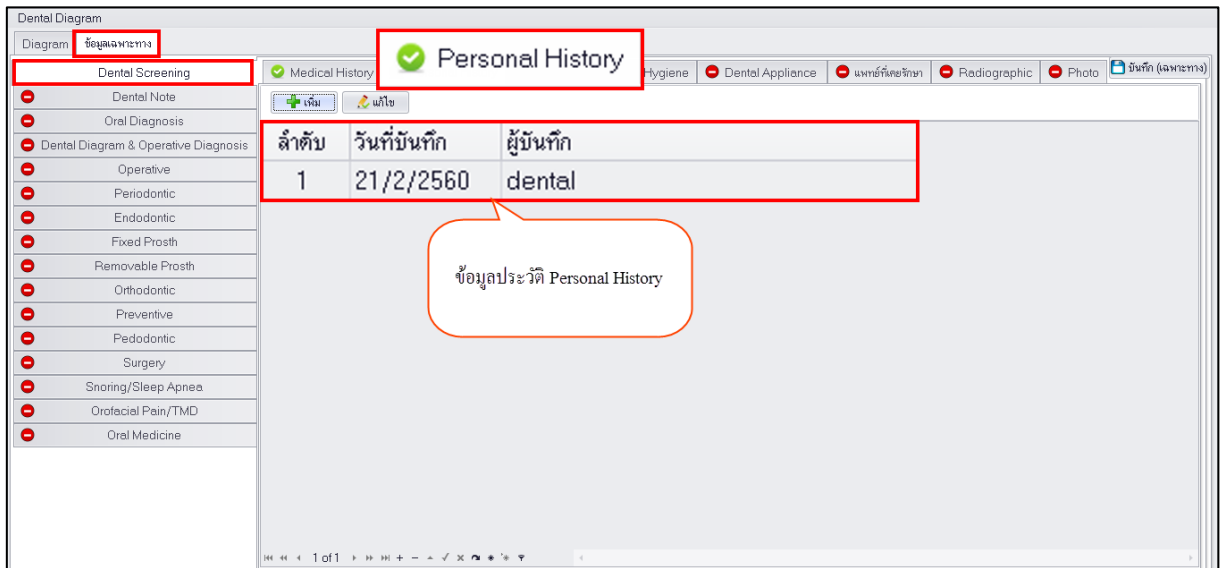 Dental Diagram
Diagram ข้อมูลเฉพาะทาง
Personal History
Dental Screening
Medical History Hygiene Dental Appliance แพทย์ที่เคยรักษา Radiographic Photo บันทึก (เฉพาะทาง)
เพิ่ม แก้ไข
Dental Note
Oral Diagnosis
Dental Diagram & Operative Diagnosis
Operative
Periodontic
Endodontic
Fixed Prosth
Removable Prosth
Orthodontic
Preventive
Pedodontic
Surgery
Snoring/Sleep Apnea
Orofacial Pain/TMD
Oral Medicine
ลำดับ วันที่บันทึก ผู้บันทึก
1 21/2/2560 dental
ข้อมูลประวัติ Personal History
1 of 1